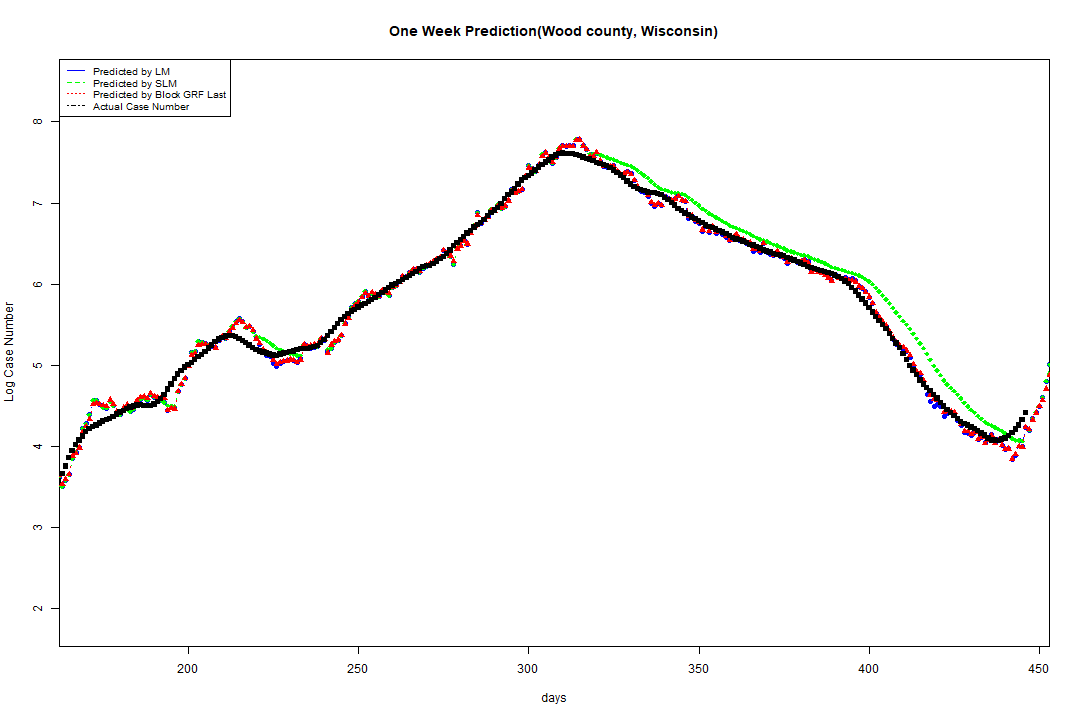 One Week Prediction(Wood county, Wisconsin)
Predicted by LM
Predicted by SLM
Predicted by Block GRF Last
Actual Case Number
8
7
6
5
4
3
2
Log Case Number
200 250 300 350 400 450
days